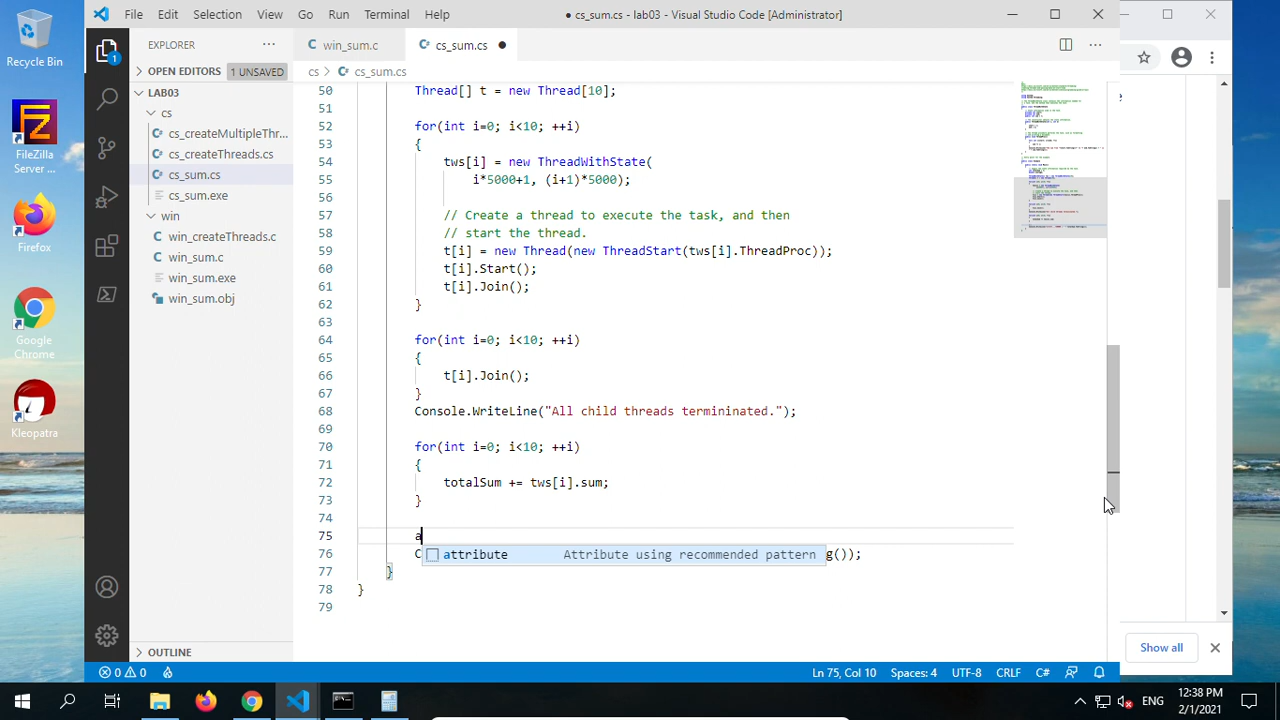 File Edit Selection View Go Run Terminal Help
● cs_sum.cs - lab03 - Visual Studio Code [Administrator]
Recycle Bin
FileZilla
Server ...
Firefox
Google
Chrome
Kleopatra
EXPLORER
OPEN EDITORS 1 UNSAVED
LAB03
cs
cs_createMultipleThr...
cs_createThreads.cs
cs_sum.cs
cs_sum.exe
win
win_createThreads.c
win_sum.c
win_sum.exe
win_sum.obj
OUTLINE
win_sum.c
cs_sum.cs
cs > cs_sum.cs
50 Thread[] t = new Thread[10];
51
52 for(int i=0; i<10; ++i)
53 {
54 tws[i] = new ThreadWithState(
55 i*5000+1, (i+1)*5000);
56
57 // Create a thread to execute the task, and then
58 // start the thread.
59 t[i] = new Thread(new ThreadStart(tws[i].ThreadProc));
60 t[i].Start();
61 t[i].Join();
62 }
63
64 for(int i=0; i<10; ++i)
65 {
66 t[i].Join();
67 }
68 Console.WriteLine("All child threads termininated.");
69
70 for(int i=0; i<10; ++i)
71 {
72 totalSum += tws[i].sum;
73 }
74
75 a
attribute Attribute using recommended pattern
76 C g());
77 }
78 }
79
Show all
0 0
Ln 75, Col 10 Spaces: 4 UTF-8 CRLF C#
ENG
12:38 PM
2/1/2021